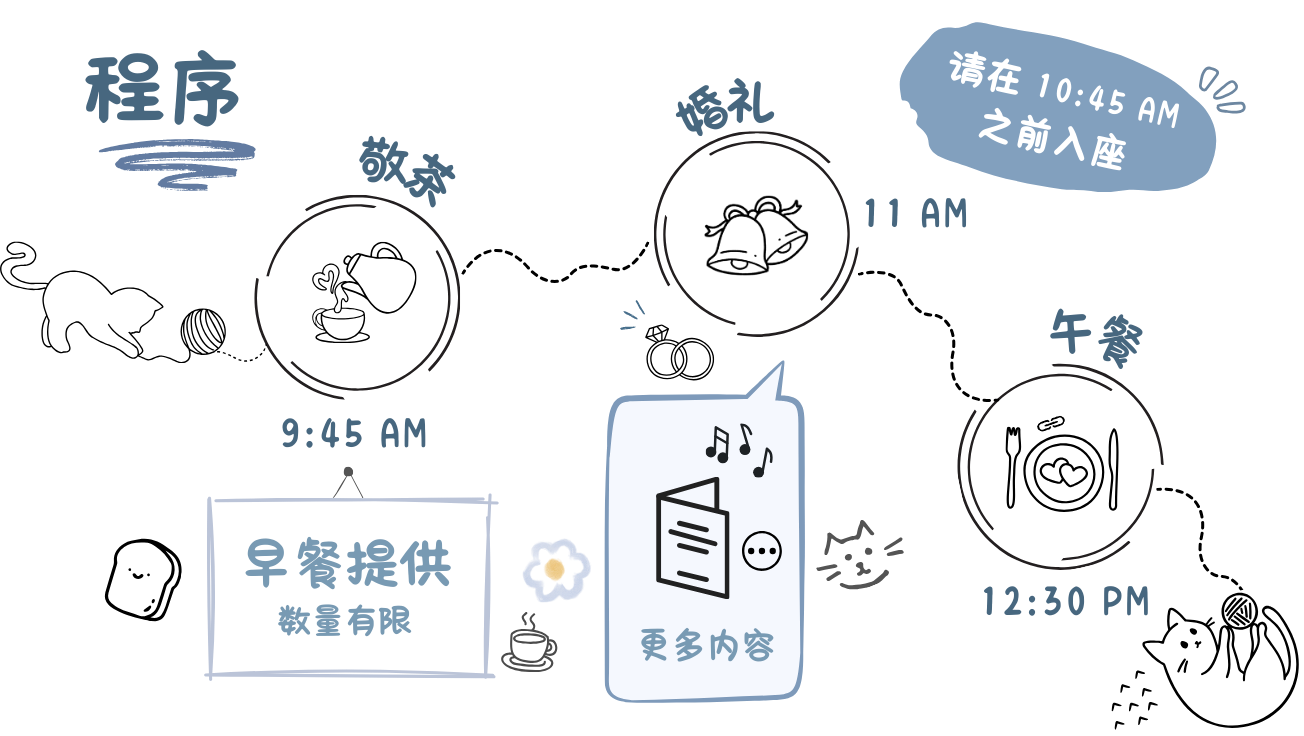 程序
请在 10:45 AM
之前入座
敬茶
9:45 AM
婚礼
11 AM
午餐
12:30 PM
早餐提供
数量有限
更多内容